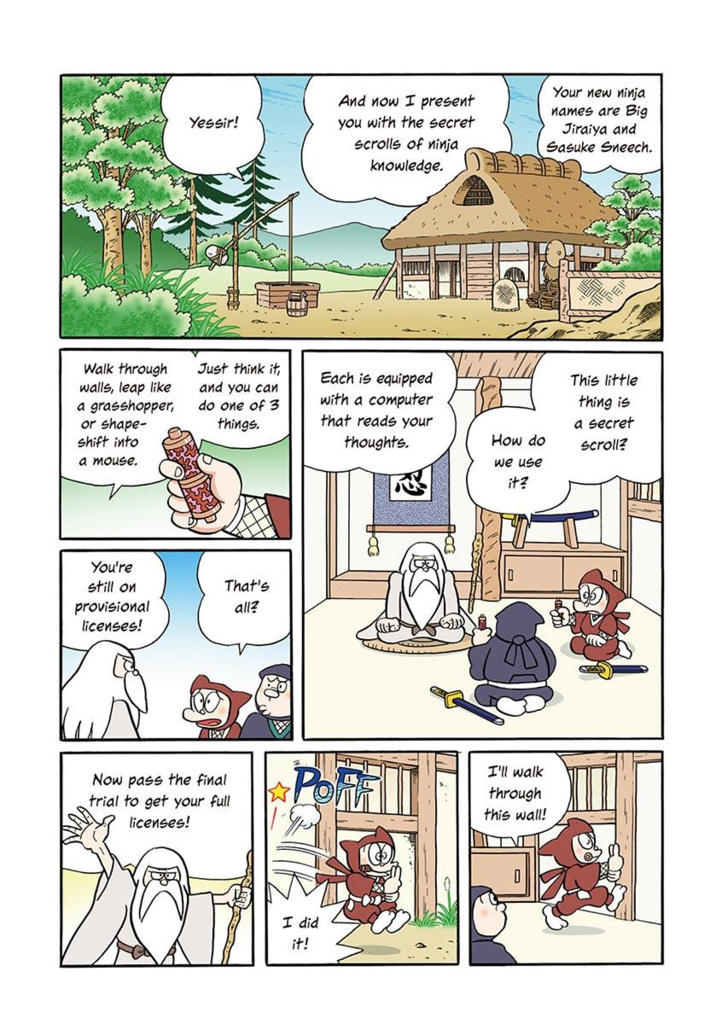 Your new ninja
names are Big
Jiraiya and
Sasuke Sneech.
And now I present
you with the secret
scrolls of ninja
knowledge.
Yessir!
This little
thing is
a secret
scroll?
How do
we use
it?
Each is equipped
with a computer
that reads your
thoughts.
忍
Just think it,
and you can
do one of 3
things.
Walk through
walls, leap like
a grasshopper,
or shape-
shift into
a mouse.
That's
all?
You're
still on
provisional
licenses!
I'll walk
through
this wall!
POFF
I did
it!
Now pass the final
trial to get your full
licenses!